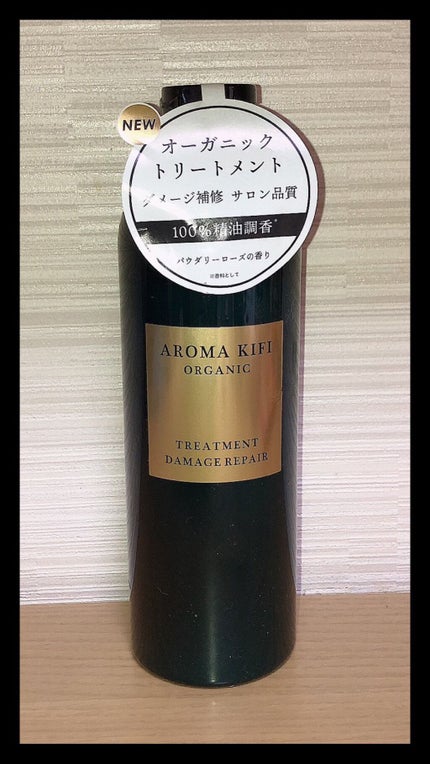 NEW
オーガニック
トリートメント
ダメージ補修 サロン品質
100%精油調香*
パウダリーローズの香り
※香料として
AROMA KIFI
ORGANIC
TREATMENT
DAMAGE REPAIR